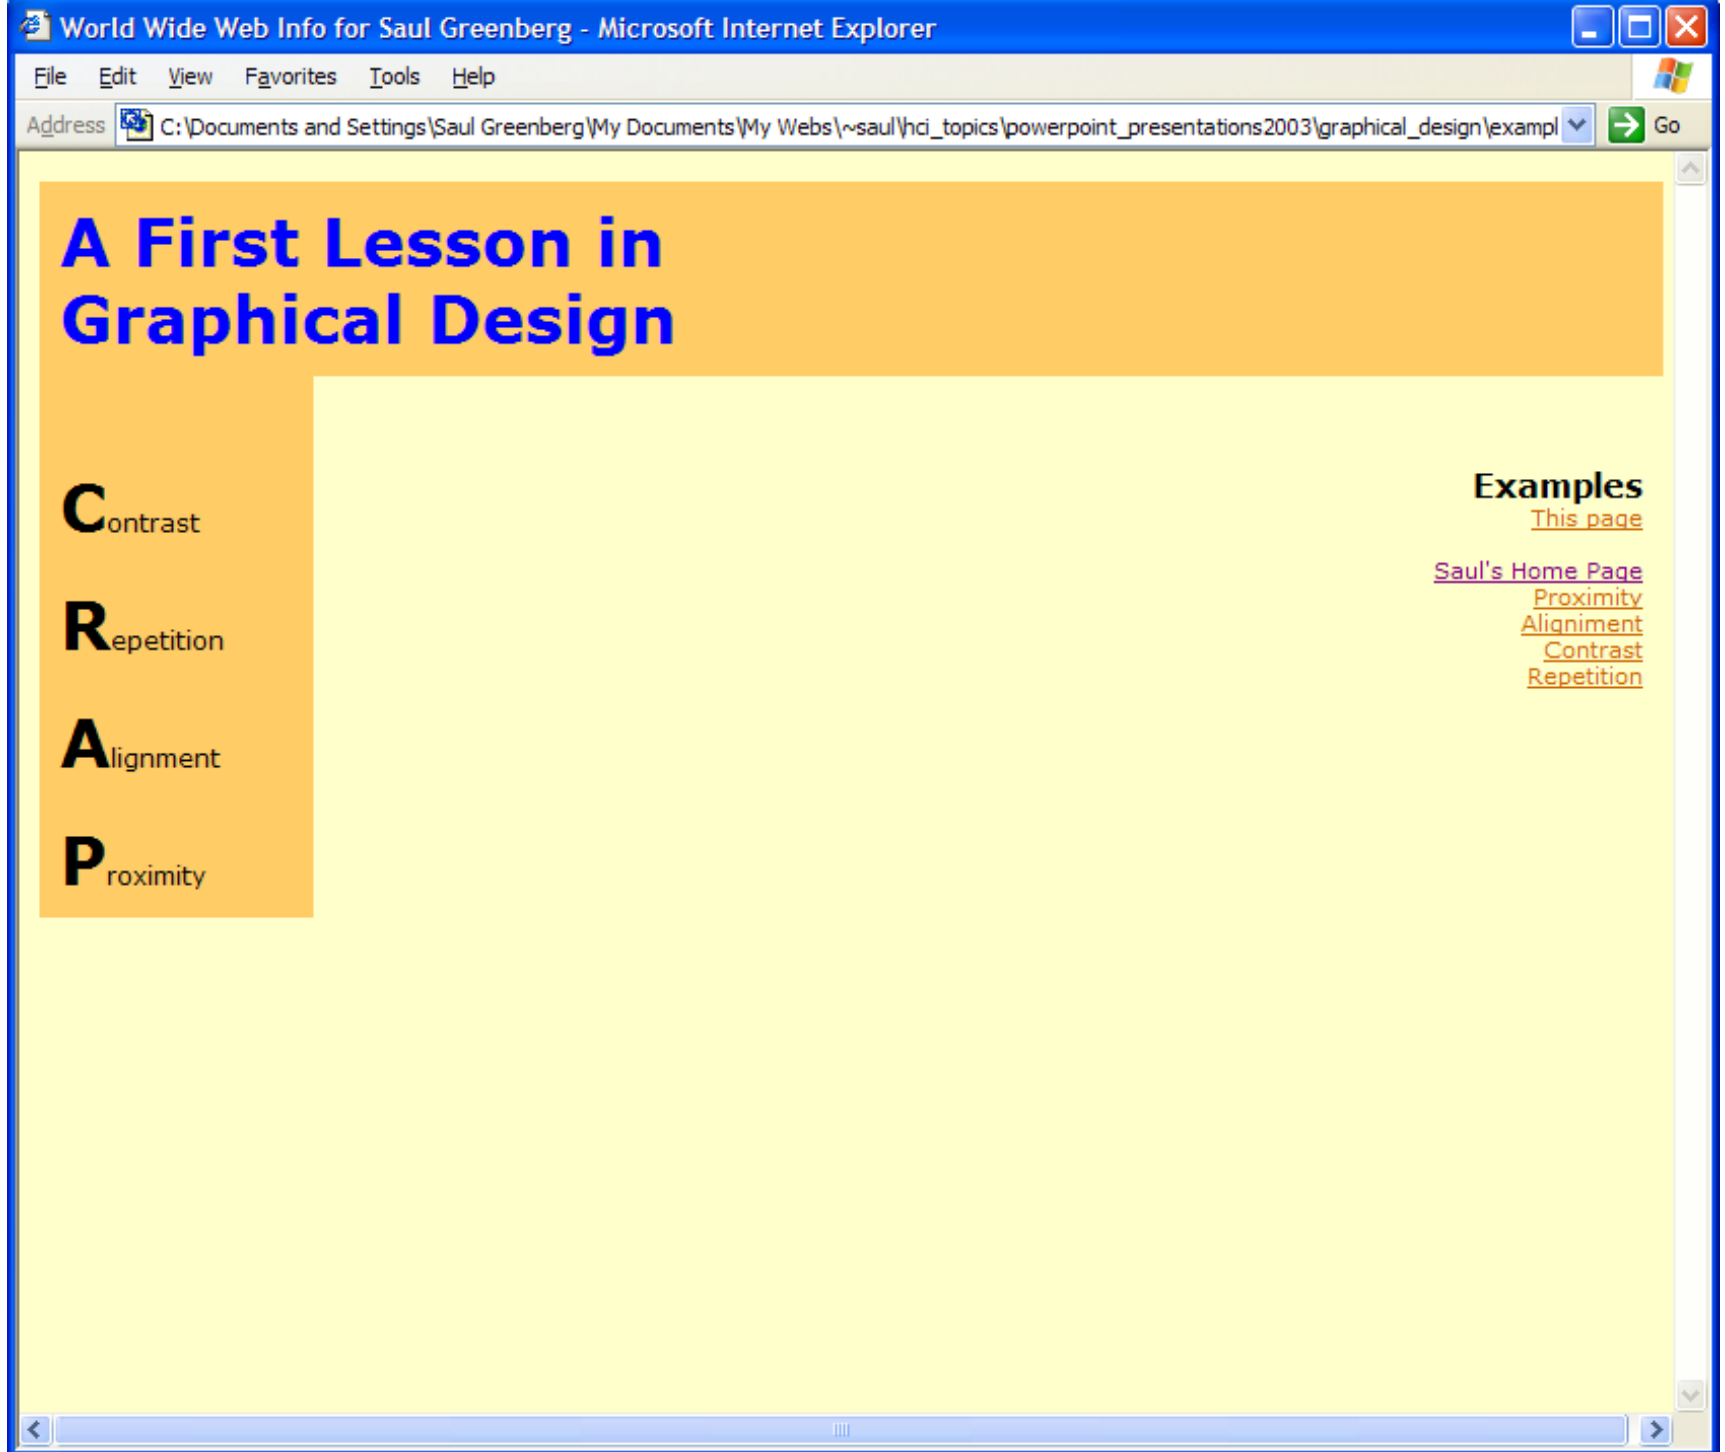 World Wide Web Info for Saul Greenberg - Microsoft Internet Explorer
File Edit View Favorites Tools Help
Address C:\Documents and Settings\Saul Greenberg\My Documents\My Webs\~saul\hci_topics\powerpoint_presentations2003\graphical_design\exampl Go
A First Lesson in
Graphical Design
Contrast
Repetition
Alignment
Proximity
Examples
This page
Saul's Home Page
Proximity
Aligniment
Contrast
Repetition